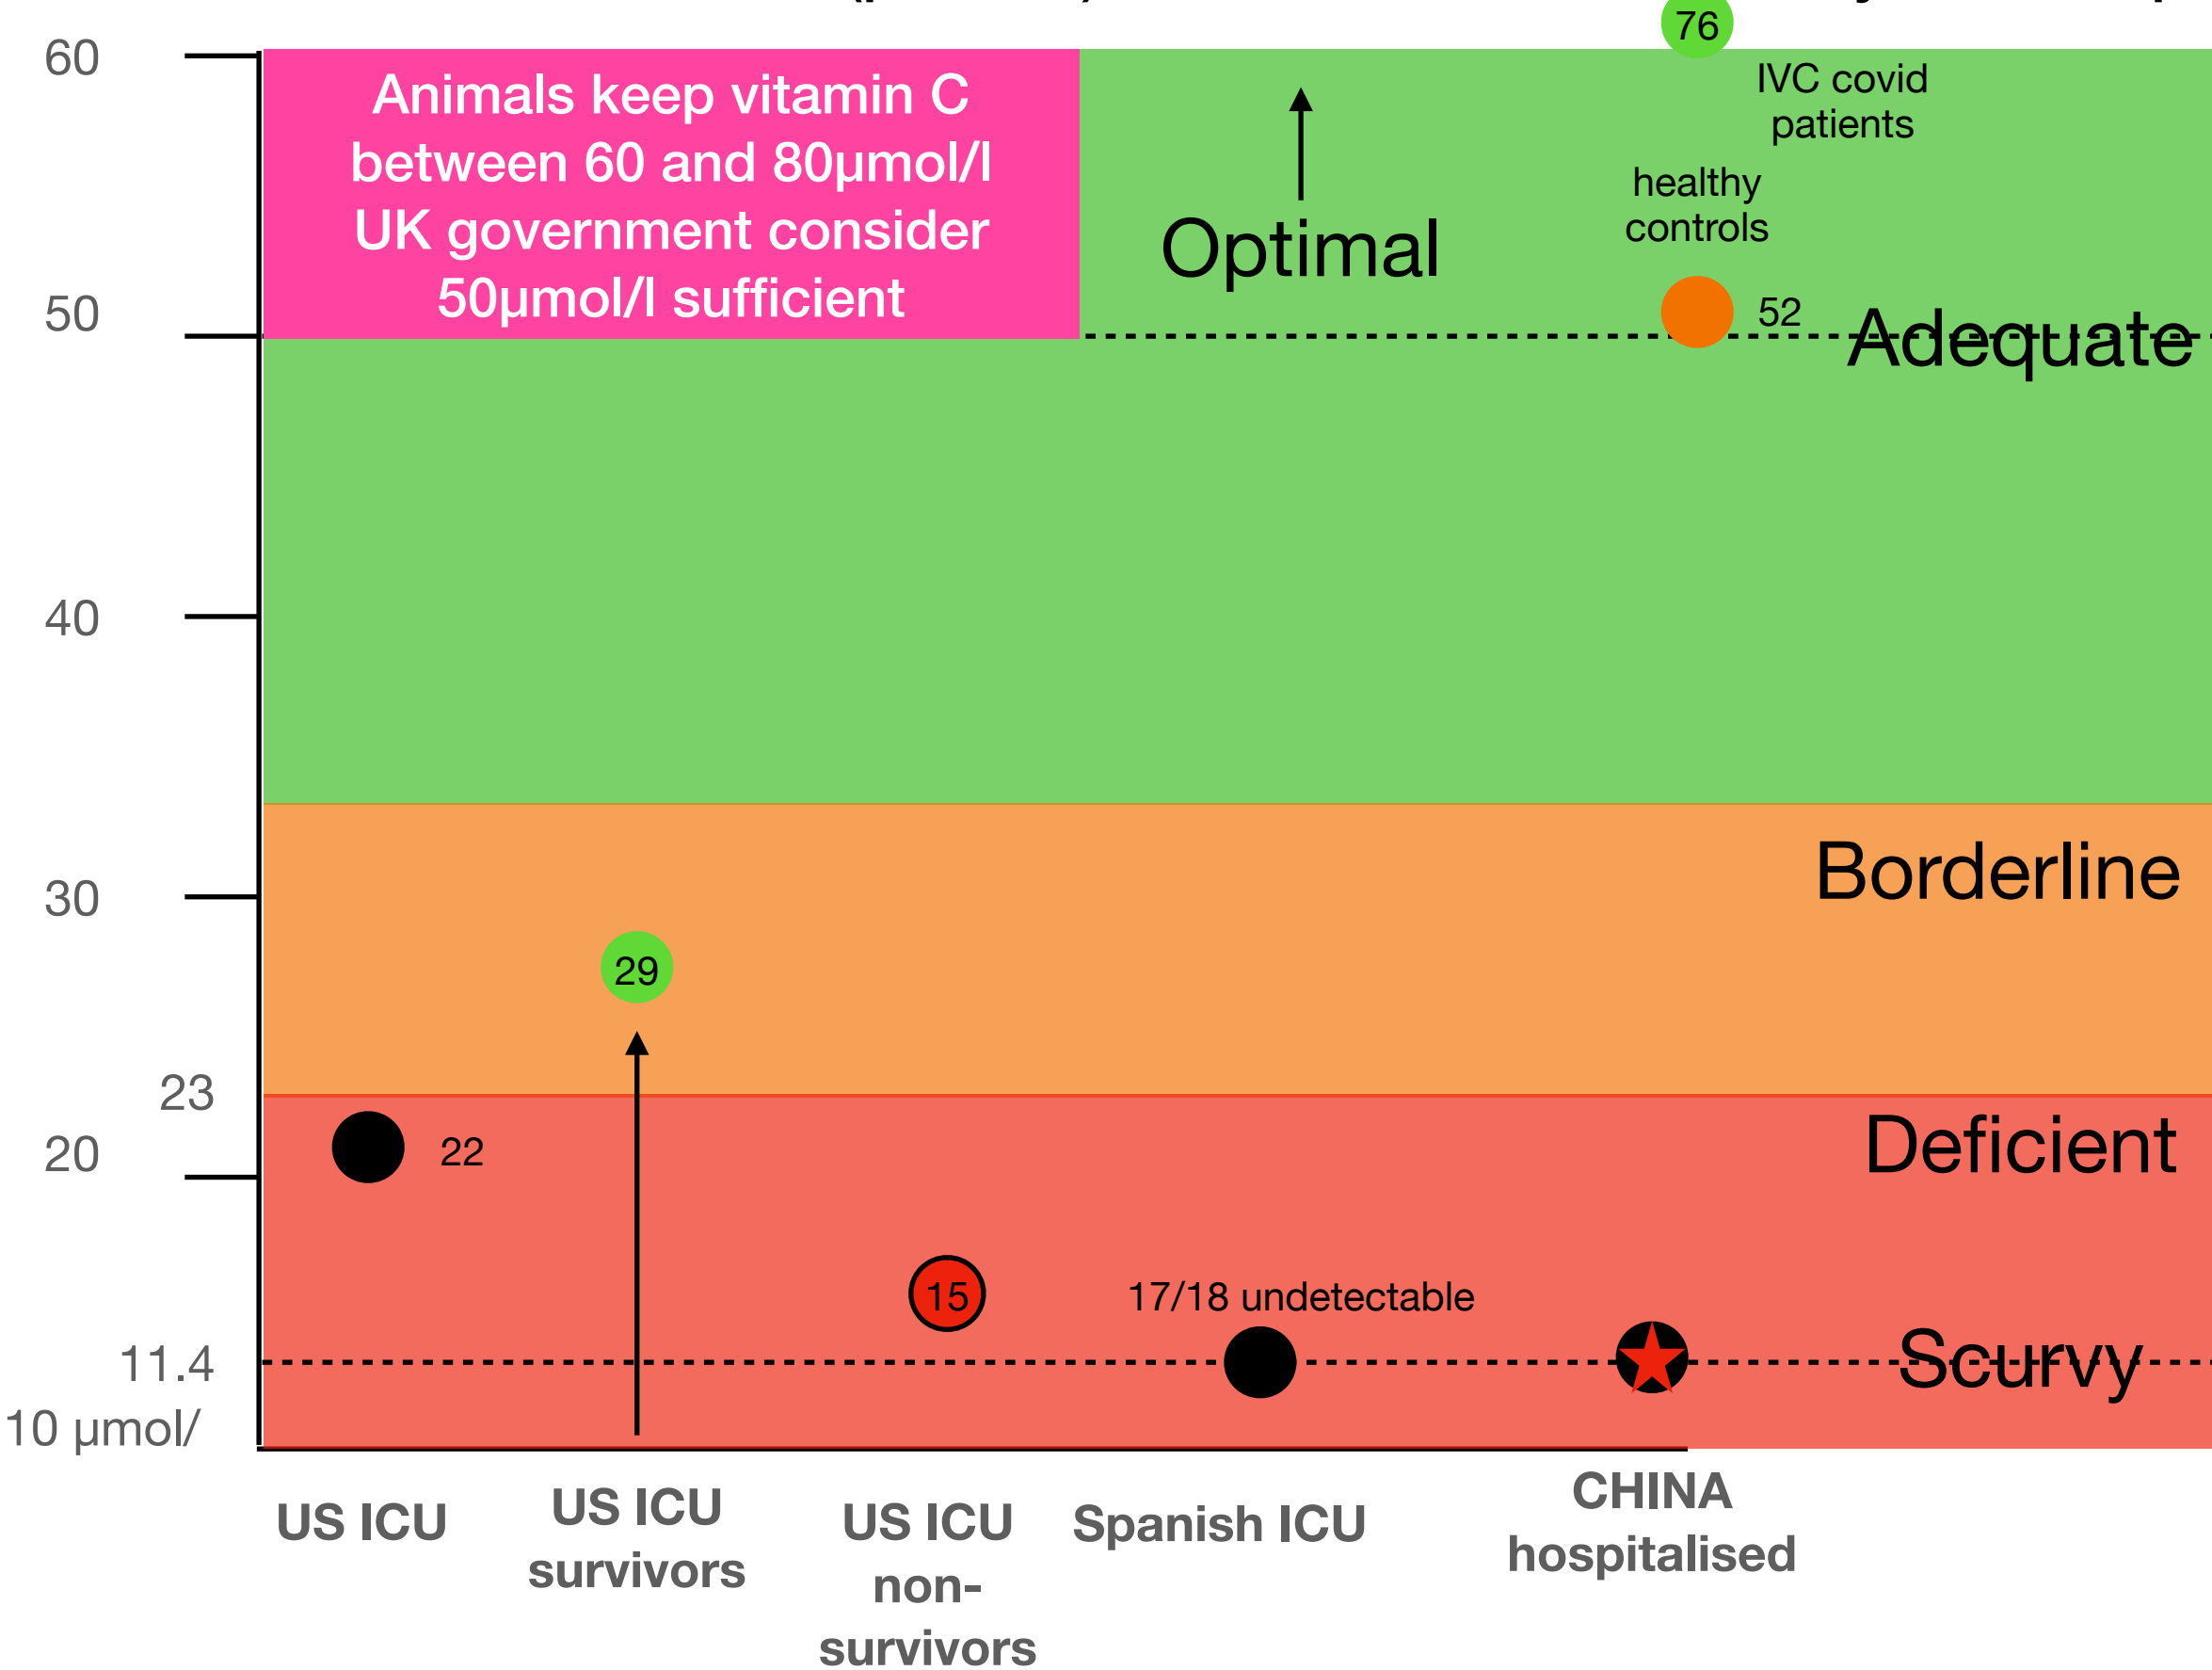 76
60
Animals keep vitamin C
between 60 and 80µmol/l
UK government consider
50µmol/l sufficient
IVC covid
patients
healthy
controls
Optimal
50
52
Adequate
40
30
Borderline
29
23
20
22
Deficient
15
17/18 undetectable
11.4
Scurvy
10 µmol/
US ICU
US ICU
survivors
US ICU
non-
survivors
Spanish ICU
CHINA
hospitalised